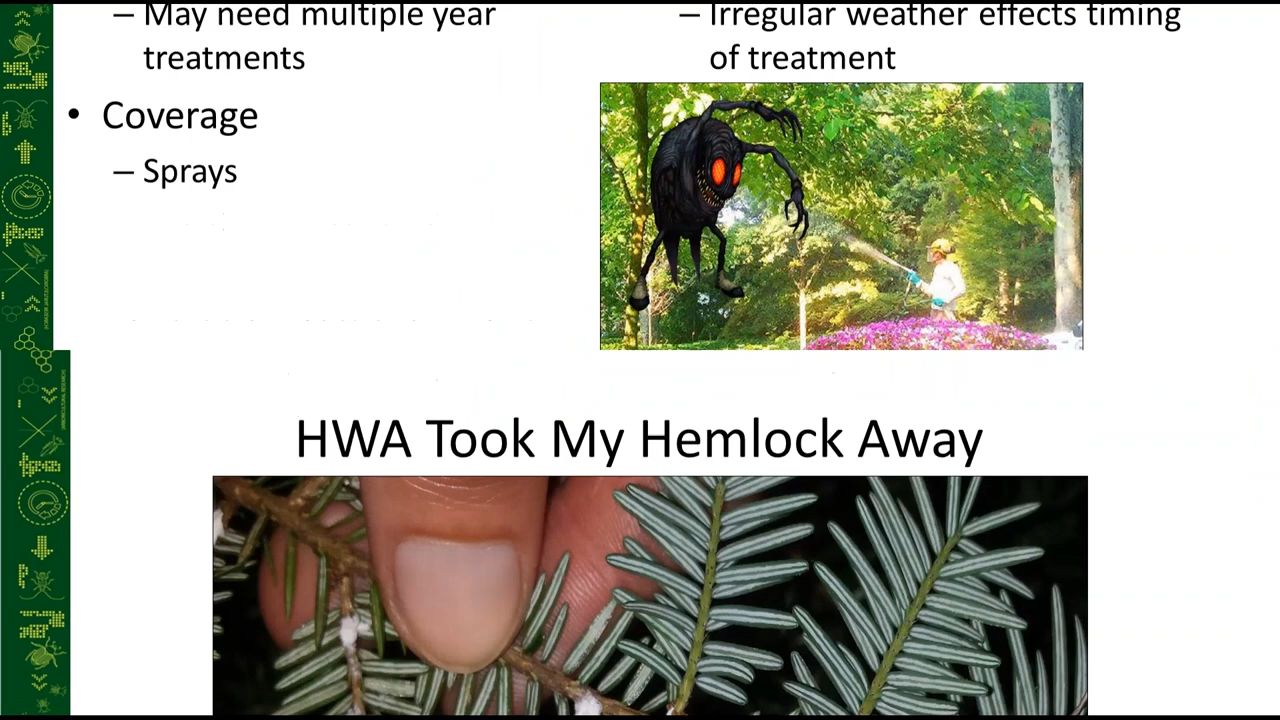 – May need multiple year
treatments
• Coverage
– Sprays
– Irregular weather effects timing
of treatment
HWA Took My Hemlock Away